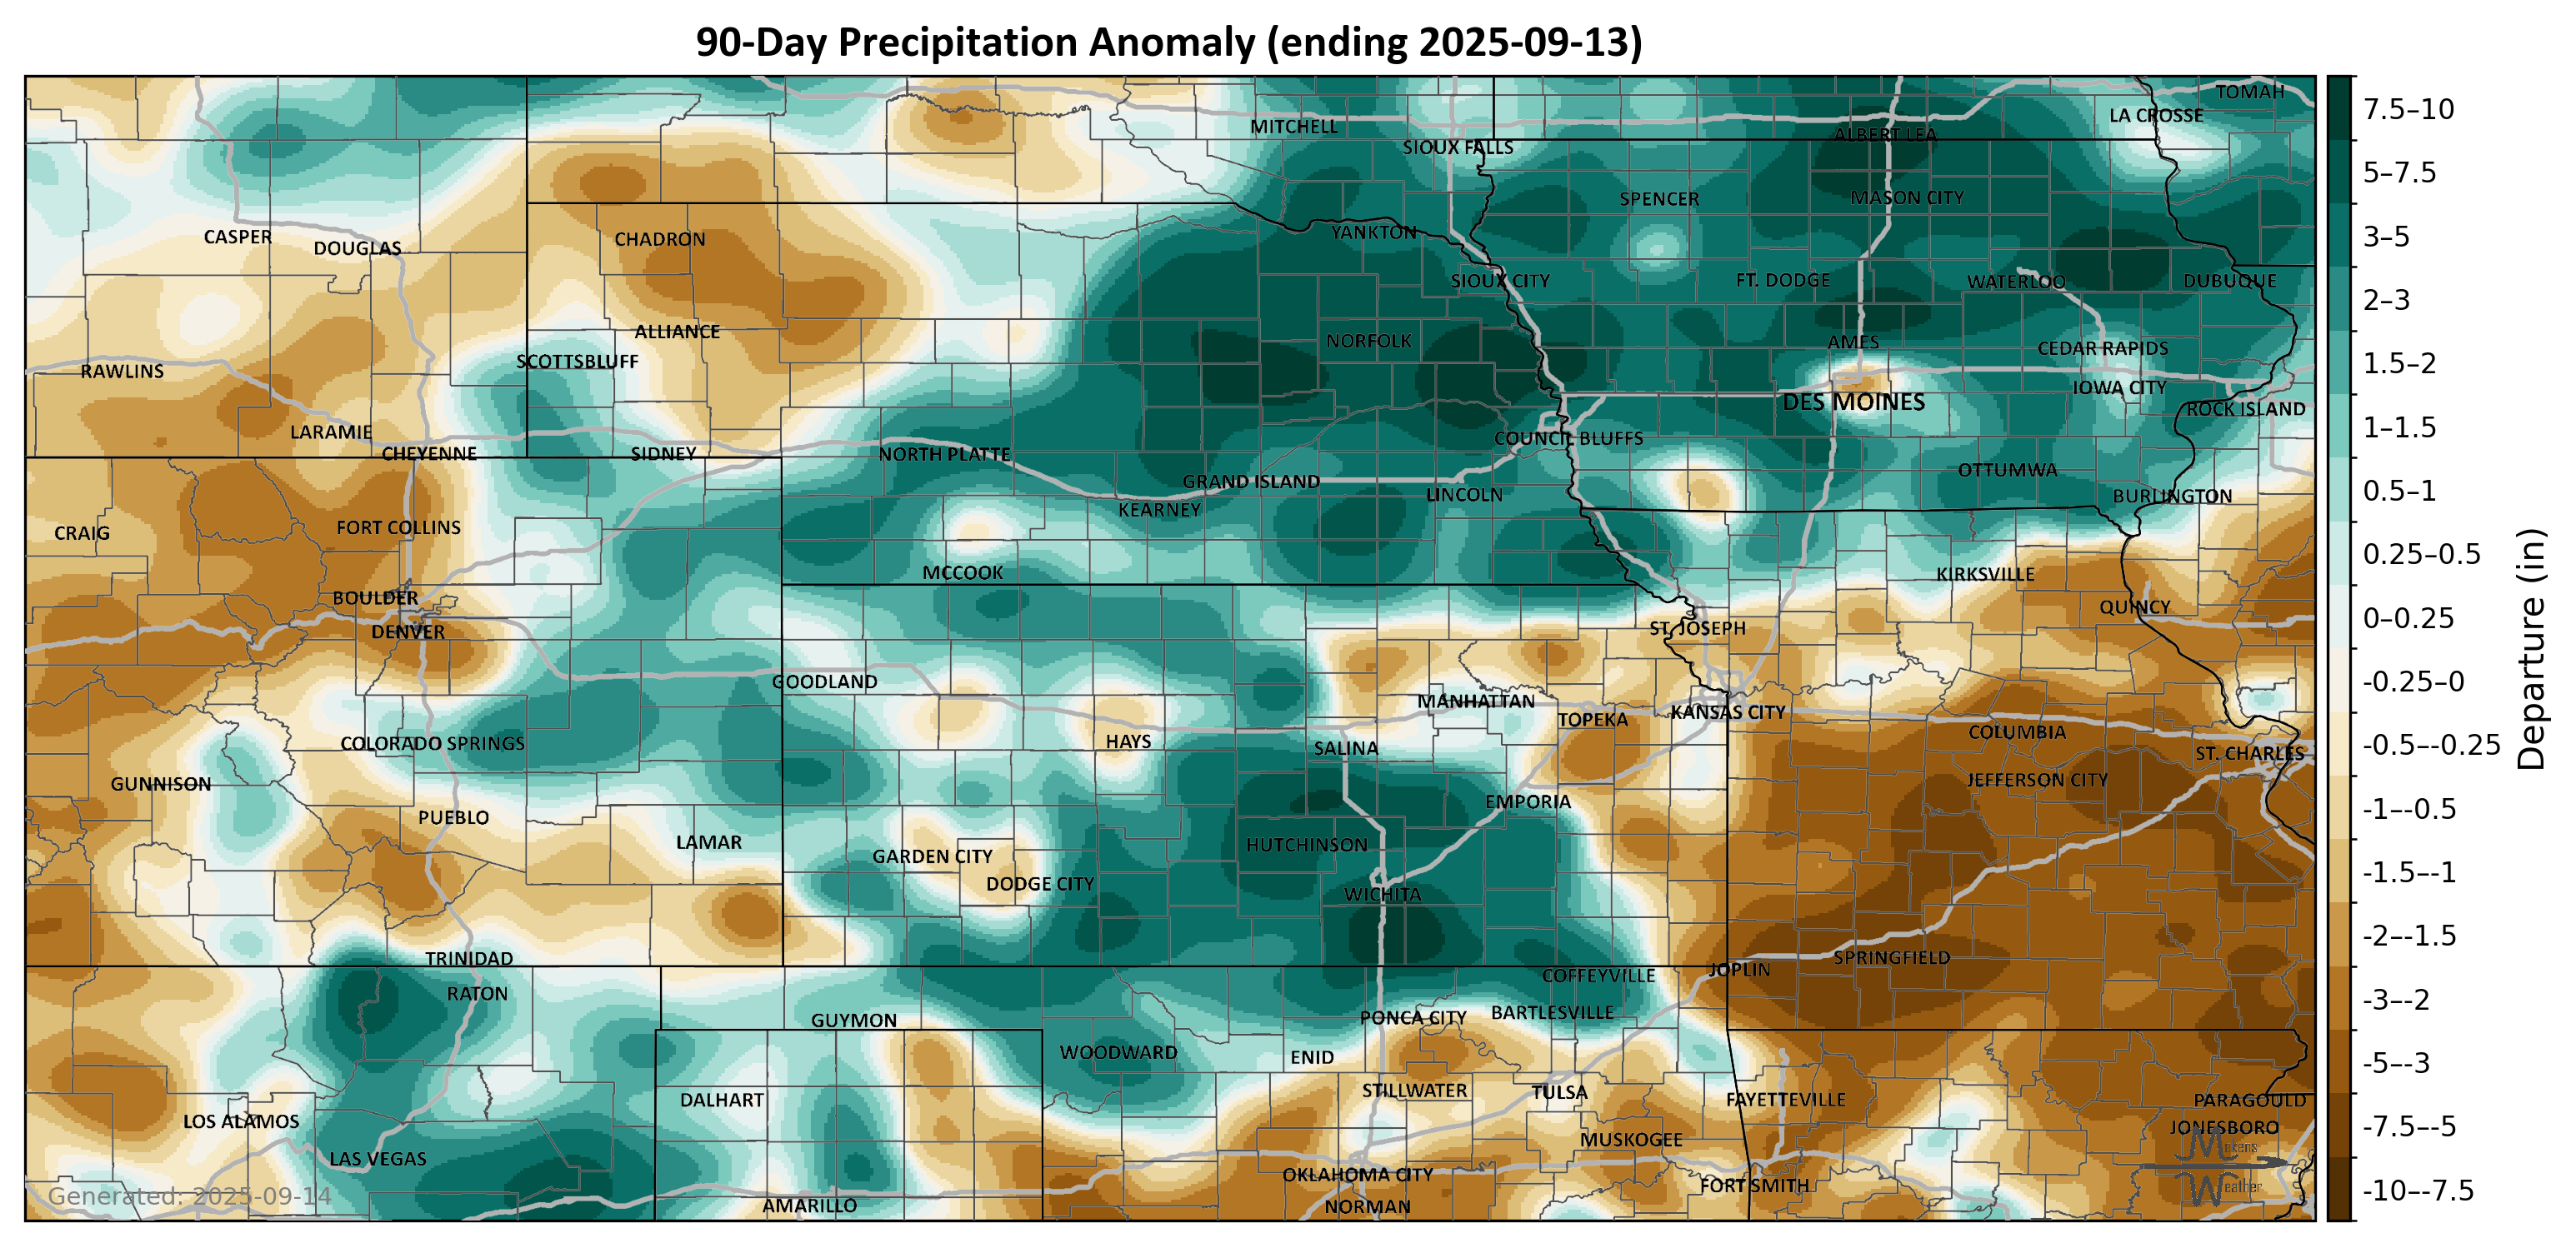 90-Day Precipitation Anomaly (ending 2025-09-13)
TOMAH
LA CROSSE
MITCHELL
ALBERT LEA
SIOUX FALLS
SPENCER
MASON CITY
YANKTON
CASPER
CHADRON
DOUGLAS
SIOUX CITY
FT. DODGE
WATERLOO
DUBUQUE
ALLIANCE
NORFOLK
AMES
CEDAR RAPIDS
SCOTTSBLUFF
RAWLINS
IOWA CITY
DES MOINES
ROCK ISLAND
LARAMIE
COUNCIL BLUFFS
CHEYENNE
SIDNEY
NORTH PLATTE
OTTUMWA
GRAND ISLAND
LINCOLN
BURLINGTON
KEARNEY
CRAIG
FORT COLLINS
MCCOOK
KIRKSVILLE
BOULDER
QUINCY
DENVER
ST. JOSEPH
GOODLAND
MANHATTAN
KANSAS CITY
TOPEKA
COLUMBIA
COLORADO SPRINGS
HAYS
SALINA
ST. CHARLES
GUNNISON
JEFFERSON CITY
EMPORIA
PUEBLO
LAMAR
HUTCHINSON
GARDEN CITY
DODGE CITY
WICHITA
TRINIDAD
SPRINGFIELD
JOPLIN
COFFEYVILLE
RATON
BARTLESVILLE
PONCA CITY
GUYMON
WOODWARD
ENID
STILLWATER
TULSA
DALHART
FAYETTEVILLE
PARAGOULD
LOS ALAMOS
JONESBORO
MUSKOGEE
LAS VEGAS
OKLAHOMA CITY
FORT SMITH
AMARILLO
NORMAN
Generated: 2025-09-14
Makens
Weather
7.5–10
5–7.5
3–5
2–3
1.5–2
1–1.5
0.5–1
0.25–0.5
0–0.25
-0.25–0
-0.5–-0.25
-1–-0.5
-1.5–-1
-2–-1.5
-3–-2
-5–-3
-7.5–-5
-10–-7.5
Departure (in)